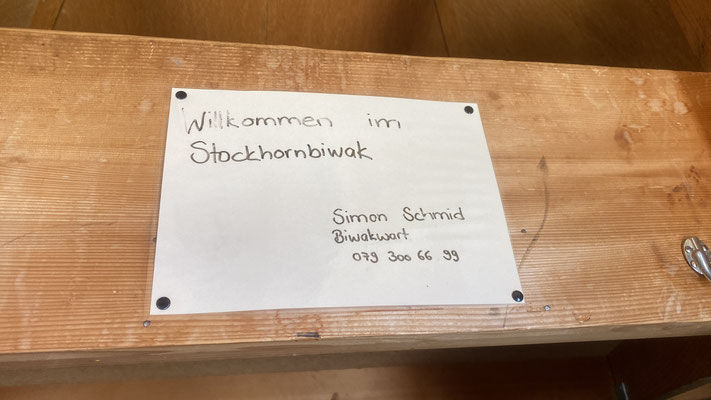 Willkommen im
Stockhornbiwak
Simon Schmid
Biwakwart
079 300 66 99